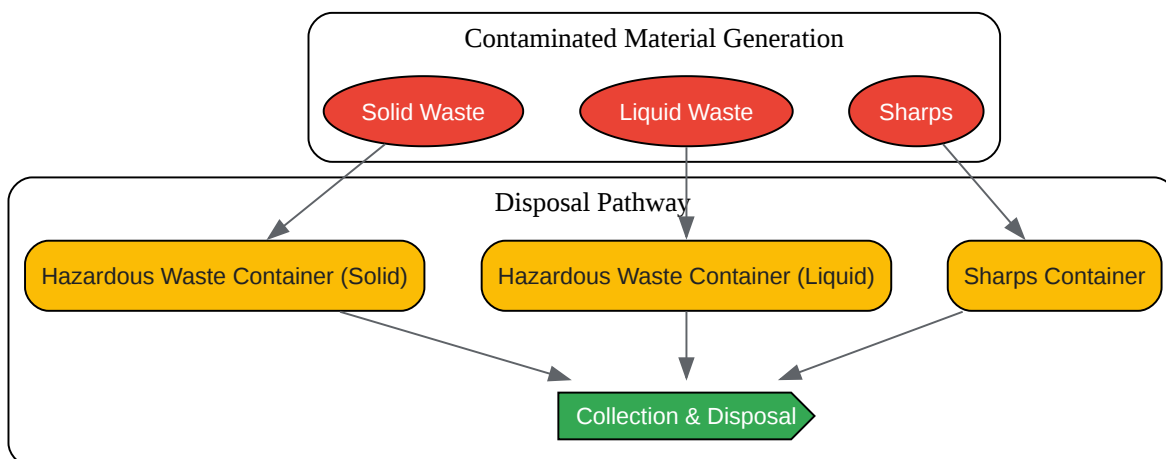 Contaminated Material Generation
Solid Waste
Liquid Waste
Sharps
Disposal Pathway
Hazardous Waste Container (Solid)
Hazardous Waste Container (Liquid)
Sharps Container
Collection & Disposal